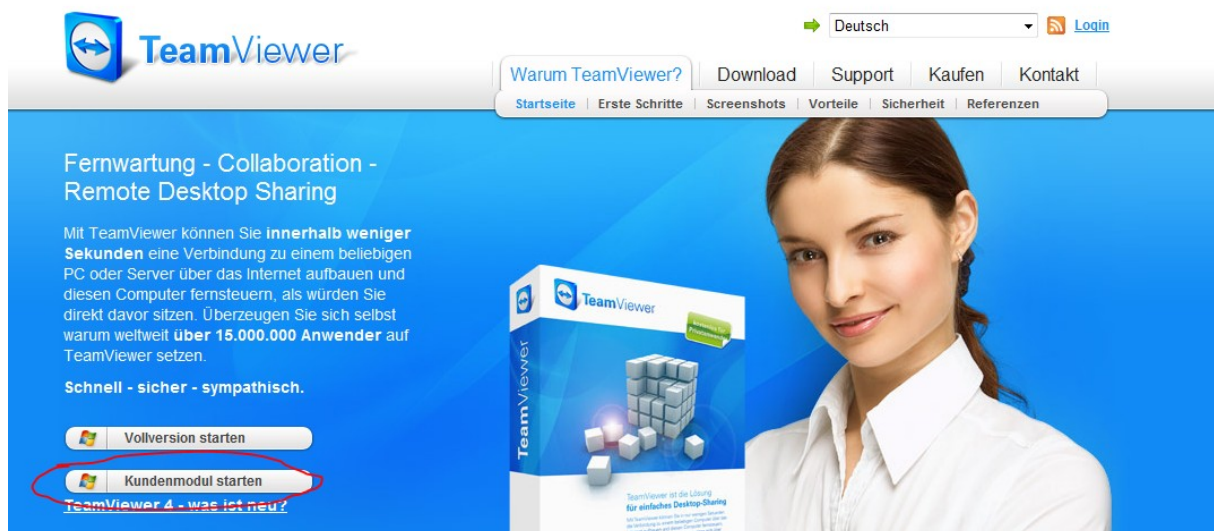 TeamViewer
Deutsch
Login
Warum TeamViewer? Download Support Kaufen Kontakt
Startseite | Erste Schritte | Screenshots | Vorteile | Sicherheit | Referenzen
Fernwartung - Collaboration -
Remote Desktop Sharing
Mit TeamViewer können Sie innerhalb weniger
Sekunden eine Verbindung zu einem beliebigen
PC oder Server über das Internet aufbauen und
diesen Computer fernsteuern, als würden Sie
direkt davor sitzen. Überzeugen Sie sich selbst
warum weltweit über 15.000.000 Anwender auf
TeamViewer setzen.
Schnell - sicher - sympathisch.
Vollversion starten
Kundenmodul starten
TeamViewer 4 - was ist neu?
TeamViewer
TeamViewer
TeamViewer ist die Lösung
für einfaches Desktop-Sharing